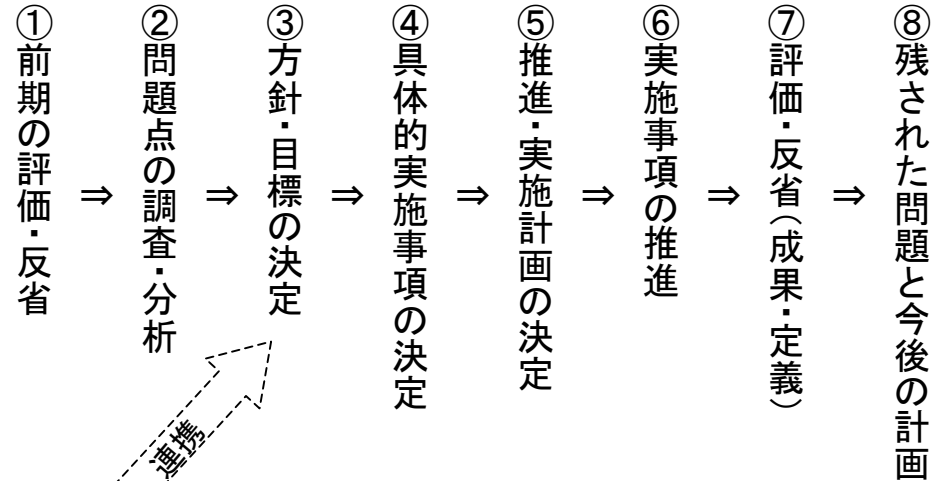 ①前期の評価・反省
⇒
②問題点の調査・分析
⇒
③方針・目標の決定
⇒
④具体的実施事項の決定
⇒
⑤推進・実施計画の決定
⇒
⑥実施事項の推進
⇒
⑦評価・反省（成果・定義）
⇒
⑧残された問題と今後の計画
連携